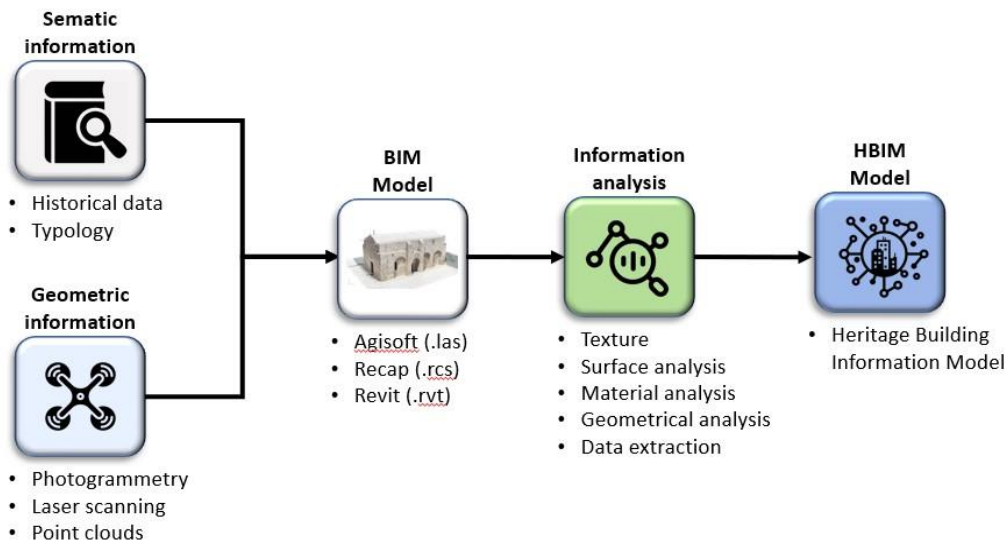 Sematic
information
• Historical data
• Typology
Geometric
information
• Photogrammetry
• Laser scanning
• Point clouds
BIM
Model
• Agisoft (.las)
• Recap (.rcs)
• Revit (.rvt)
Information
analysis
• Texture
• Surface analysis
• Material analysis
• Geometrical analysis
• Data extraction
HBIM
Model
• Heritage Building
Information Model